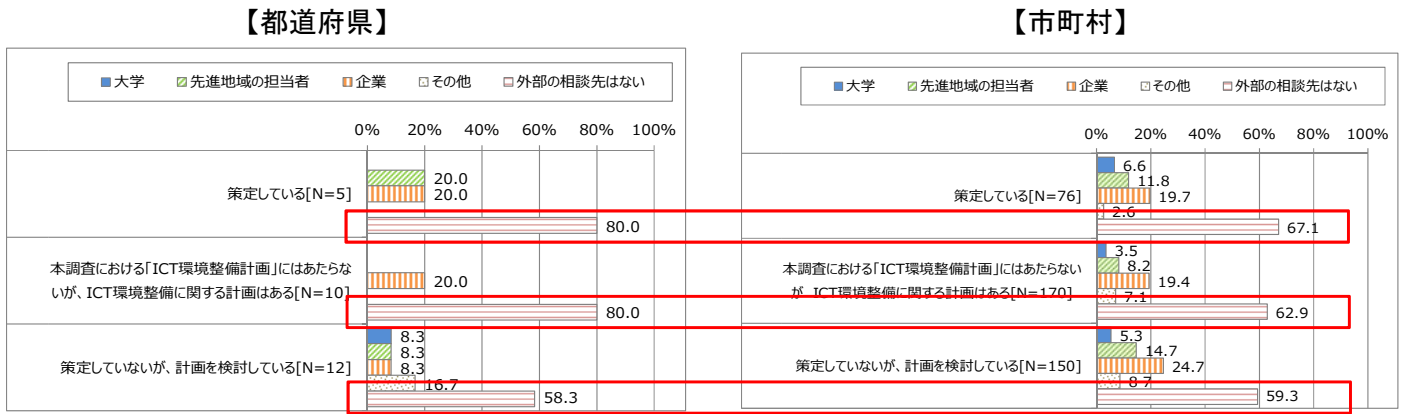 【都道府県】
■大学 先進地域の担当者 企業 その他 外部の相談先はない
0% 20% 40% 60% 80% 100%
策定している[N=5]
20.0
20.0
80.0
本調査における「ICT環境整備計画」にはあたらな
いが、ICT環境整備に関する計画はある[N=10]
20.0
80.0
策定していないが、計画を検討している[N=12]
8.3
8.3
8.3
16.7
58.3
【市町村】
■大学 先進地域の担当者 企業 その他 外部の相談先はない
0% 20% 40% 60% 80% 100%
策定している[N=76]
6.6
11.8
19.7
2.6
67.1
本調査における「ICT環境整備計画」にはあたらない
が、ICT環境整備に関する計画はある[N=170]
3.5
8.2
19.4
7.1
62.9
策定していないが、計画を検討している[N=150]
5.3
14.7
24.7
8.7
59.3